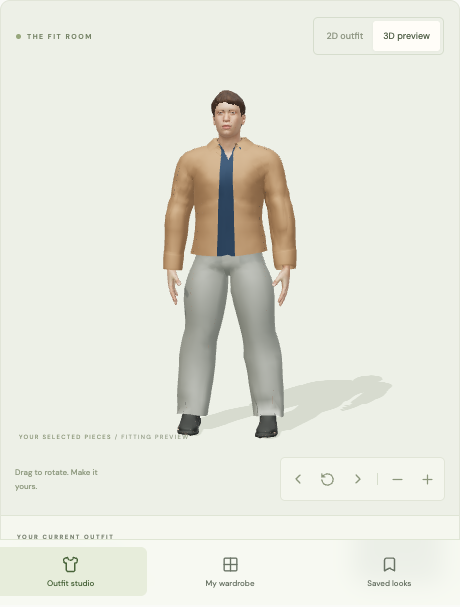 THE FIT ROOM
2D outfit
3D preview
YOUR SELECTED PIECES / FITTING PREVIEW
Drag to rotate. Make it
yours.
YOUR CURRENT OUTFIT
Outfit studio
My wardrobe
Saved looks